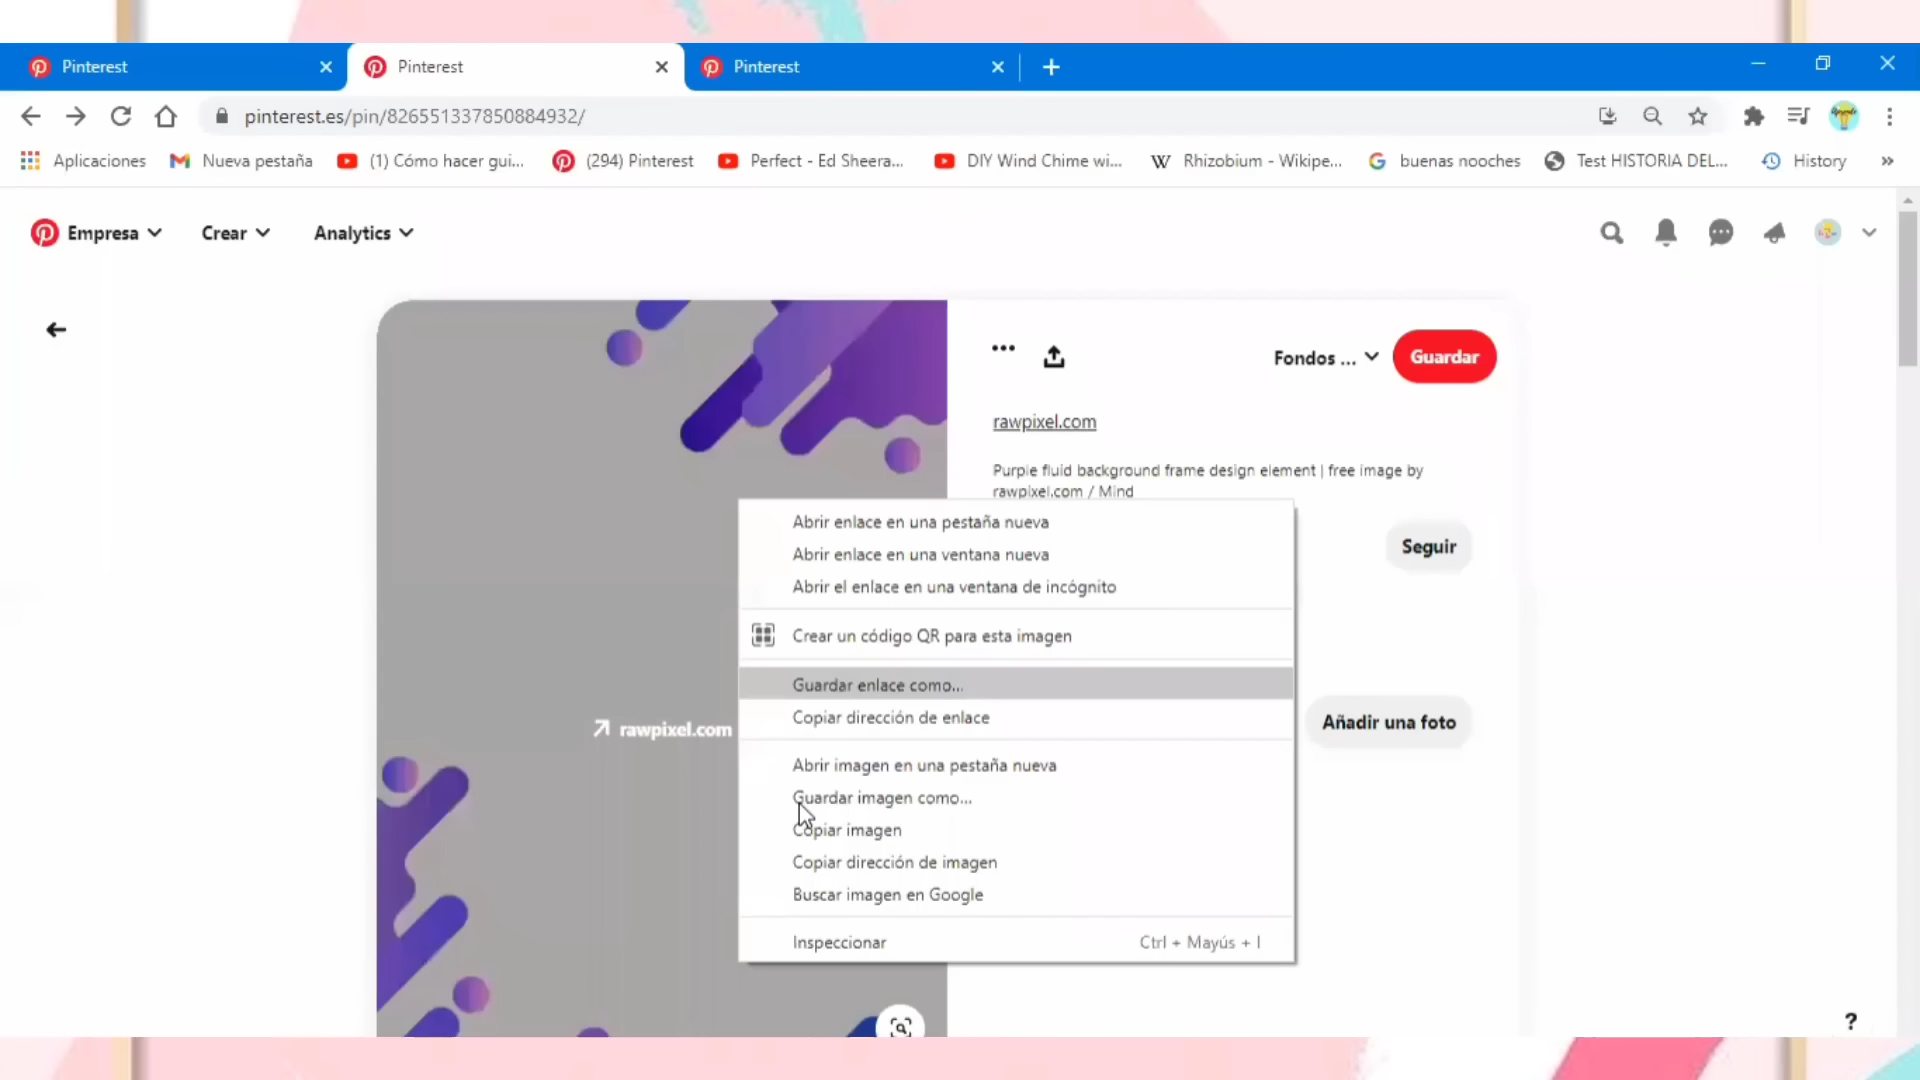 Pinterest
Pinterest
Pinterest
pinterest.es/pin/826551337850884932/
Aplicaciones
Nueva pestaña
(1) Cómo hacer gui...
(294) Pinterest
Perfect - Ed Sheera...
DIY Wind Chime wi...
W Rhizobium - Wikipe...
buenas nooches
Test HISTORIA DEL...
History
»
Empresa
Crear
Analytics
Fondos ...
Guardar
rawpixel.com
Purple fluid background frame design element | free image by
rawpixel.com / Mind
Seguir
Añadir una foto
rawpixel.com
Abrir enlace en una pestaña nueva
Abrir enlace en una ventana nueva
Abrir el enlace en una ventana de incógnito
Crear un código QR para esta imagen
Guardar enlace como...
Copiar dirección de enlace
Abrir imagen en una pestaña nueva
Guardar imagen como...
Copiar imagen
Copiar dirección de imagen
Buscar imagen en Google
Inspeccionar Ctrl + Mayús + I
?